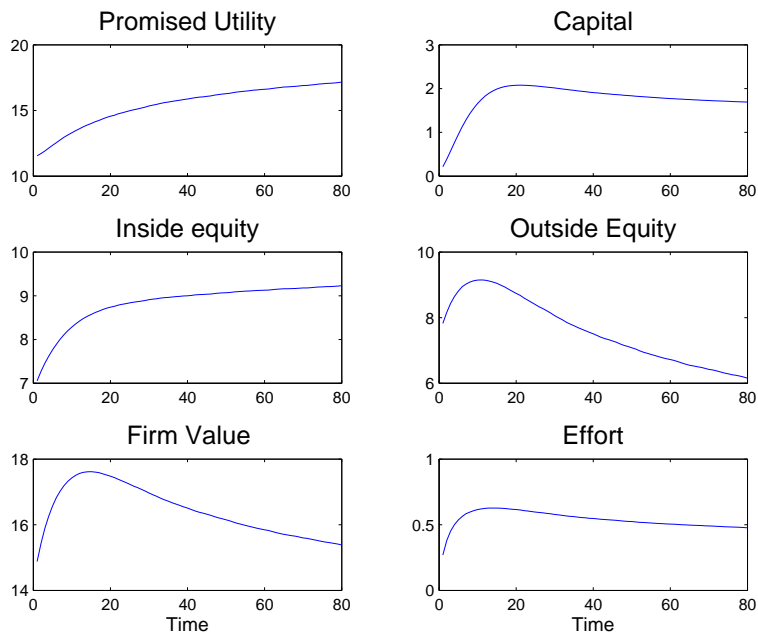 Promised Utility
20
15
10
0 20 40 60 80
Capital
3
2
1
0
0 20 40 60 80
Inside equity
10
9
8
7
0 20 40 60 80
Outside Equity
10
8
6
0 20 40 60 80
Firm Value
18
16
14
0 20 40 60 80
Time
Effort
1
0.5
0
0 20 40 60 80
Time